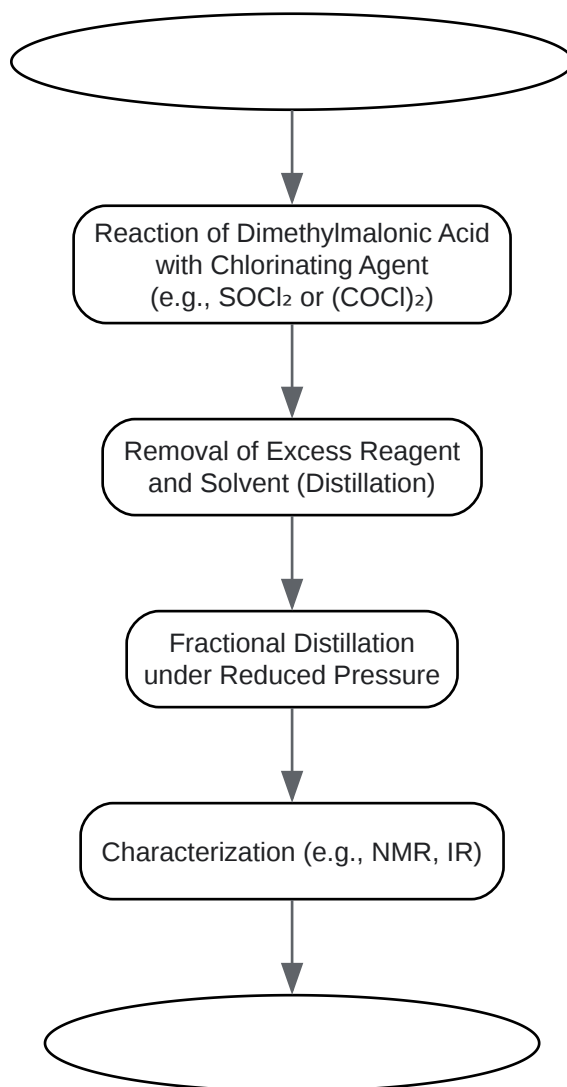 Reaction of Dimethylmalonic Acid
with Chlorinating Agent
(e.g., SOCl₂ or (COCl)₂)
Removal of Excess Reagent
and Solvent (Distillation)
Fractional Distillation
under Reduced Pressure
Characterization (e.g., NMR, IR)